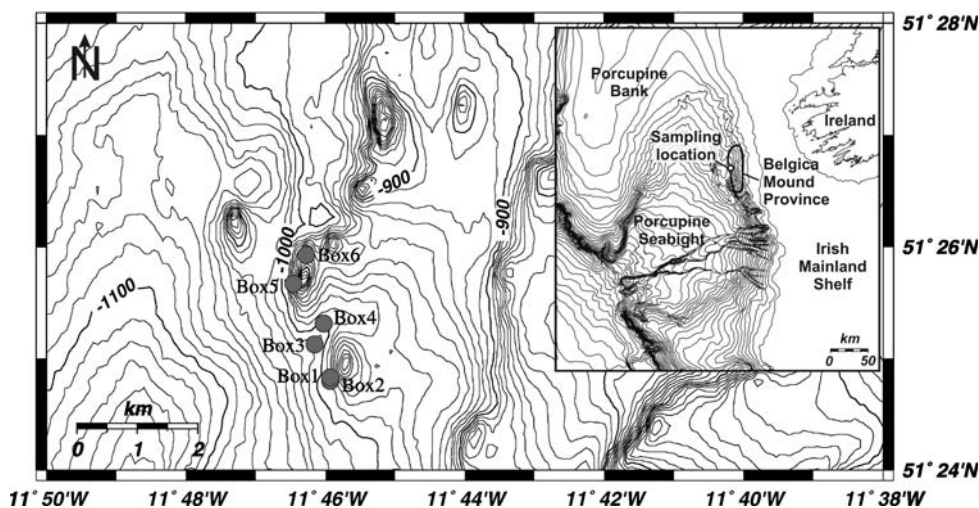 51° 28'N
N
Porcupine
Bank
Ireland
Sampling
location
Belgica
Mound
Province
-900
-900
Porcupine
Seabight
51° 26'N
-1000
Box6
Irish
Mainland
Shelf
Box5
-1100
Box4
Box3
km
0 50
Box1
Box2
km
0 1 2
51° 24'N
11° 50'W 11° 48'W 11° 46'W 11° 44'W 11° 42'W 11° 40'W 11° 38'W